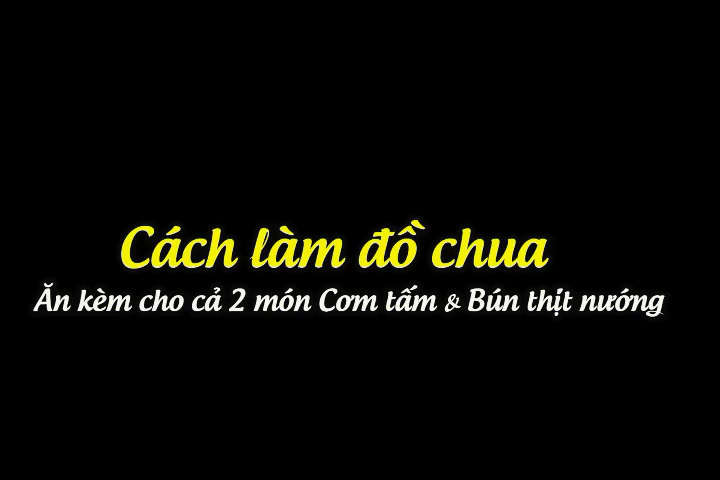 Cách làm đồ chua
Ăn kèm cho cả 2 món Cơm tấm & Bún thịt nướng